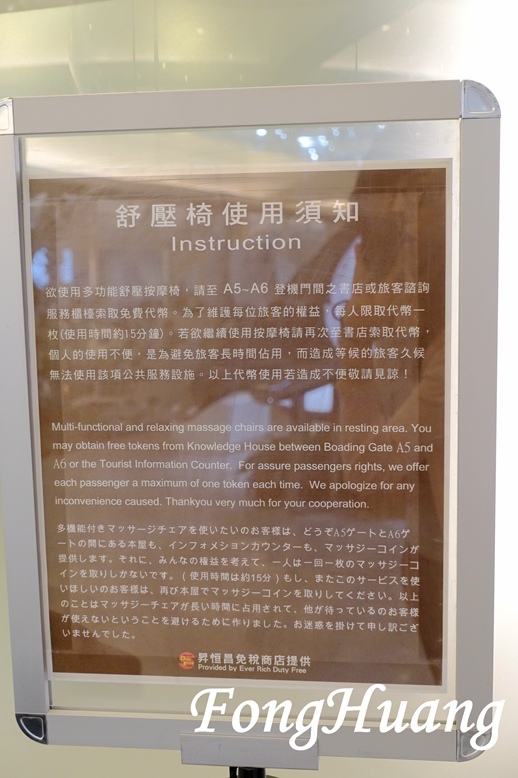 舒壓椅使用須知
Instruction
欲使用多功能舒壓按摩椅，請至 A5~A6 登機門間之書店或旅客諮詢
服務櫃檯索取免費代幣。為了維護每位旅客的權益，每人限取代幣一
枚(使用時間約15分鐘)。若欲繼續使用按摩椅請再次至書店索取代幣，
個人的使用不便，是為避免旅客長時間佔用，而造成等候的旅客久候
無法使用該項公共服務設施。以上代幣使用若造成不便敬請見諒！
Multi-functional and relaxing massage chairs are available in resting area. You
may obtain free tokens from Knowledge House between Boading Gate A5 and
A6 or the Tourist Information Counter. For assure passengers rights, we offer
each passenger a maximum of one token each time. We apologize for any
inconvenience caused. Thankyou very much for your cooperation.
多機能付きマッサージチェアを使いたいのお客様は、どうぞA5ゲートとA6ゲ
ートの間にある本屋も、インフォメションカウンターも、マッサジーコインが
提供します。それに、みんなの権益を考えて、一人は一回一枚のマッサジーコ
インを取りしかないです。（使用時間は約15分）もし、またこのサービスを使
いほしいのお客様は、再び本屋でマッサジーコインを取りしてください。以上
のことはマッサジーチェアが長い時間に占用されて、他が待っているのお客様
が使えないということを避けるために作りました。お迷惑を掛けて申し訳ござ
いませんでした。
昇恒昌免稅商店提供
Provided by Ever Rich Duty Free
FongHuang